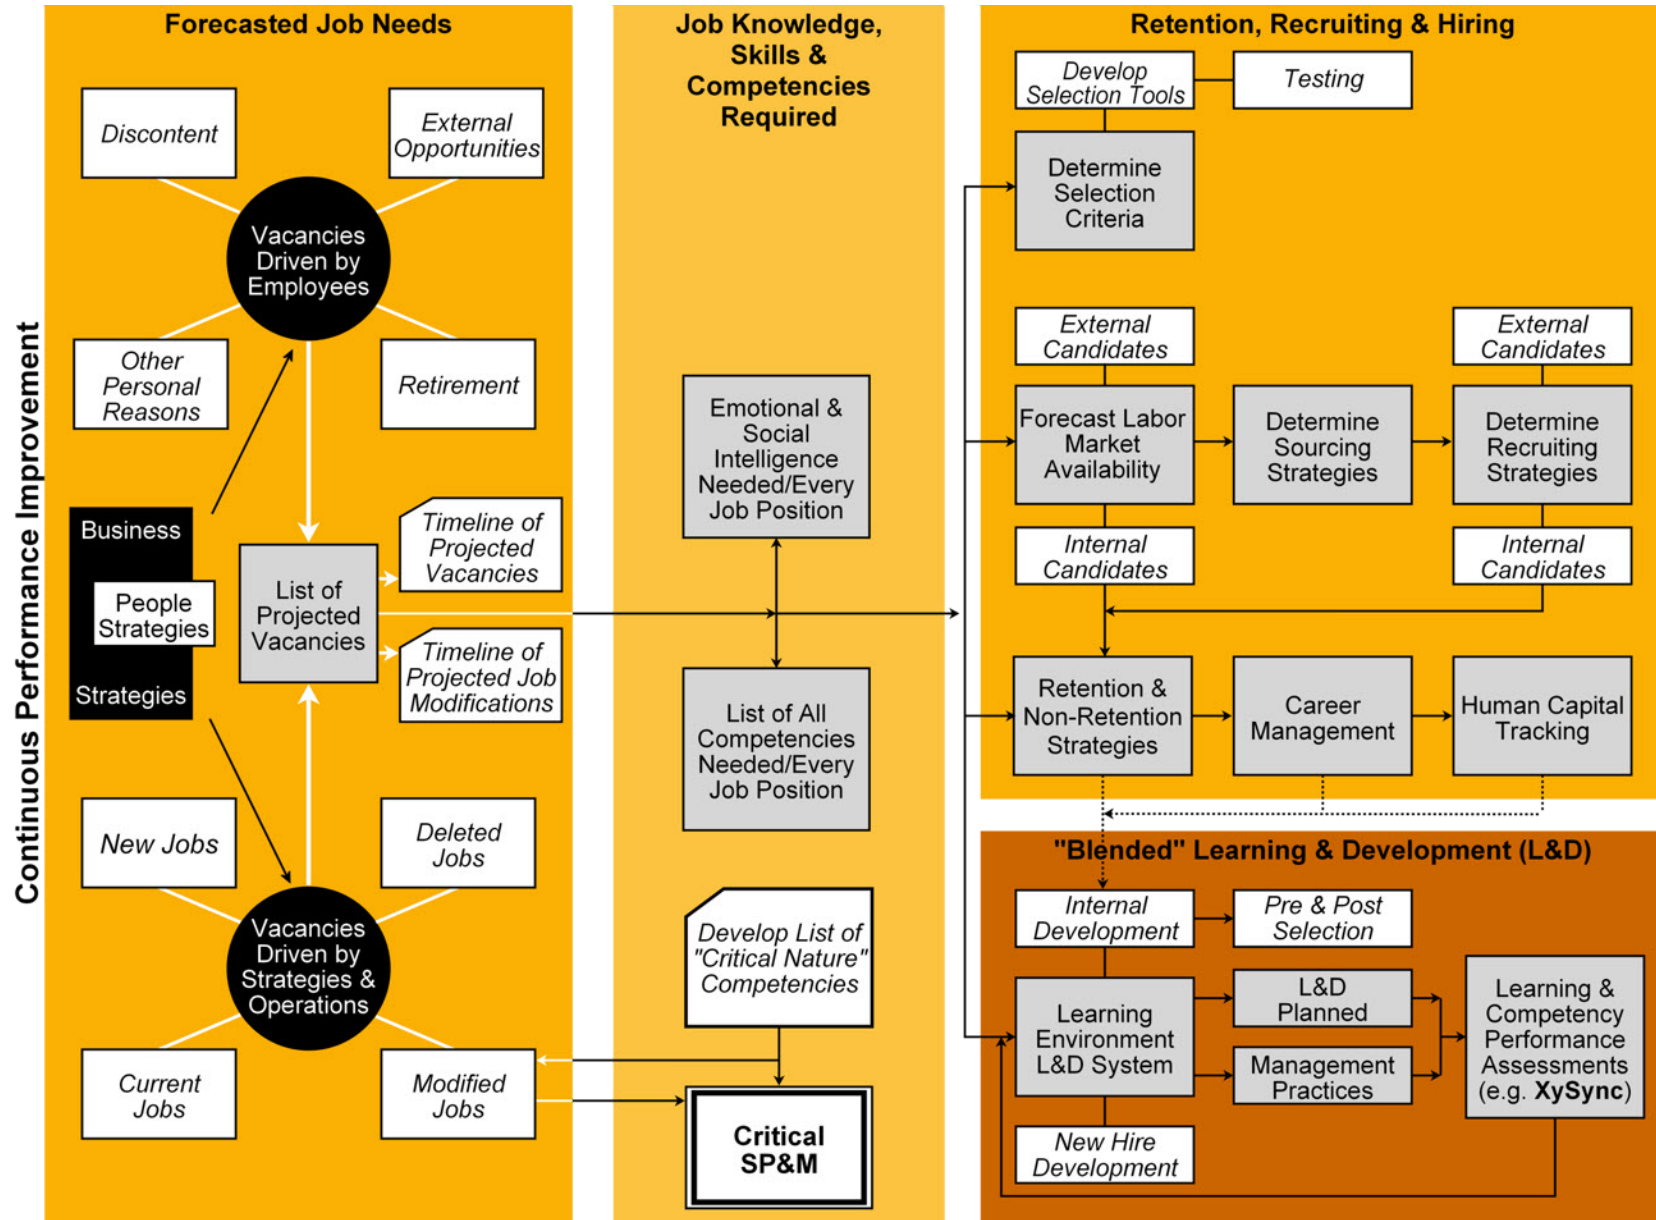 Continuous Performance Improvement
Forecasted Job Needs
Discontent
External
Opportunities
Vacancies
Driven by
Employees
Other
Personal
Reasons
Retirement
Business
People
Strategies
Strategies
List of
Projected
Vacancies
Timeline of
Projected
Vacancies
Timeline of
Projected Job
Modifications
New Jobs
Deleted
Jobs
Vacancies
Driven by
Strategies &
Operations
Current
Jobs
Modified
Jobs
Job Knowledge,
Skills &
Competencies
Required
Emotional &
Social
Intelligence
Needed/Every
Job Position
List of All
Competencies
Needed/Every
Job Position
Develop List of
"Critical Nature"
Competencies
Critical
SP&M
Retention, Recruiting & Hiring
Develop
Selection Tools
Testing
Determine
Selection
Criteria
External
Candidates
External
Candidates
Forecast Labor
Market
Availability
Determine
Sourcing
Strategies
Determine
Recruiting
Strategies
Internal
Candidates
Internal
Candidates
Retention &
Non-Retention
Strategies
Career
Management
Human Capital
Tracking
"Blended" Learning & Development (L&D)
Internal
Development
Pre & Post
Selection
Learning
Environment
L&D System
L&D
Planned
Management
Practices
Learning &
Competency
Performance
Assessments
(e.g. XySync)
New Hire
Development